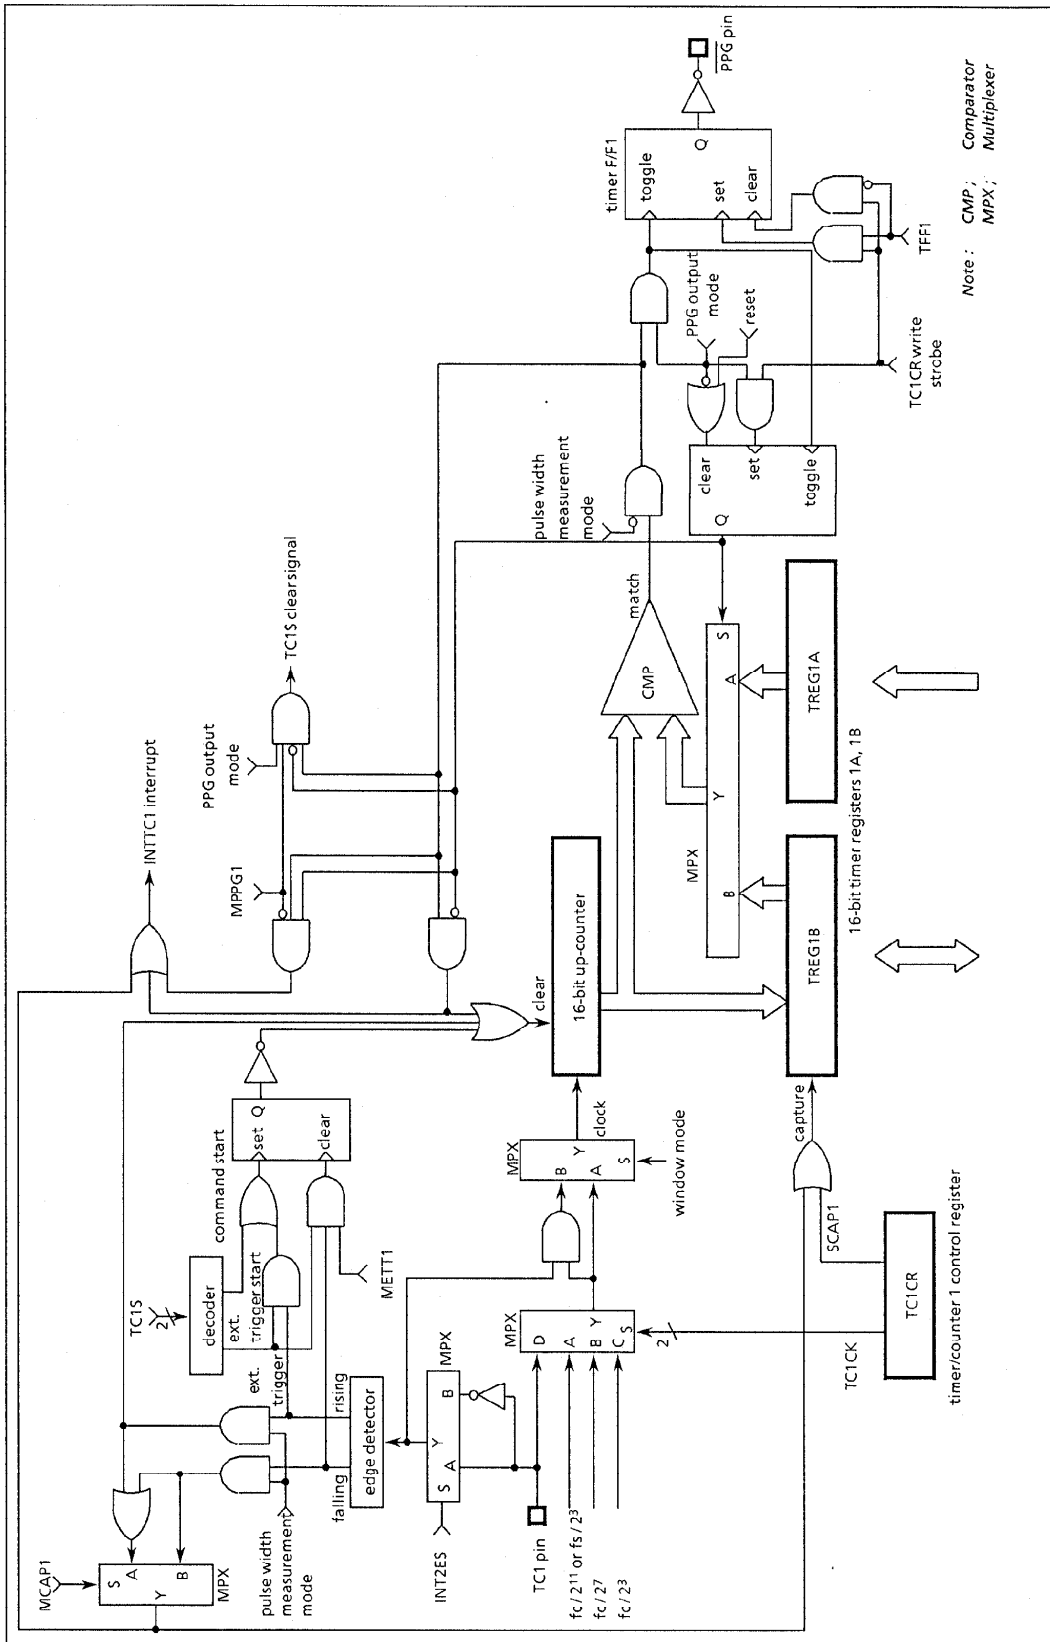 MCAP1
S
A
B
Y
MPX
pulse width
measurement
mode
TC1S
2
decoder
ext.
trigger start
command start
ext.
trigger
rising
falling
edge detector
set
Q
clear
METT1
INT2ES
S
A
Y
B
MPX
TC1 pin
fc/2¹¹ or fs/2³
fc/27
fc/2³
MPX
D
A
B
C
Y
S
2
TC1CK
MPX
B
A
Y
S
clock
window mode
INTTC1 interrupt
MPPG1
PPG output
mode
TC1S clear signal
clear
16-bit up-counter
CMP
match
pulse width
measurement
mode
MPX
B
Y
A
S
TREG1B
TREG1A
16-bit timer registers 1A, 1B
capture
SCAP1
TC1CR
timer/counter 1 control register
Q
clear
set
toggle
PPG output
mode
reset
TC1CR write
strobe
TFF1
timer F/F1
toggle
set
clear
Q
PPG pin
Note : CMP ; Comparator
MPX ; Multiplexer